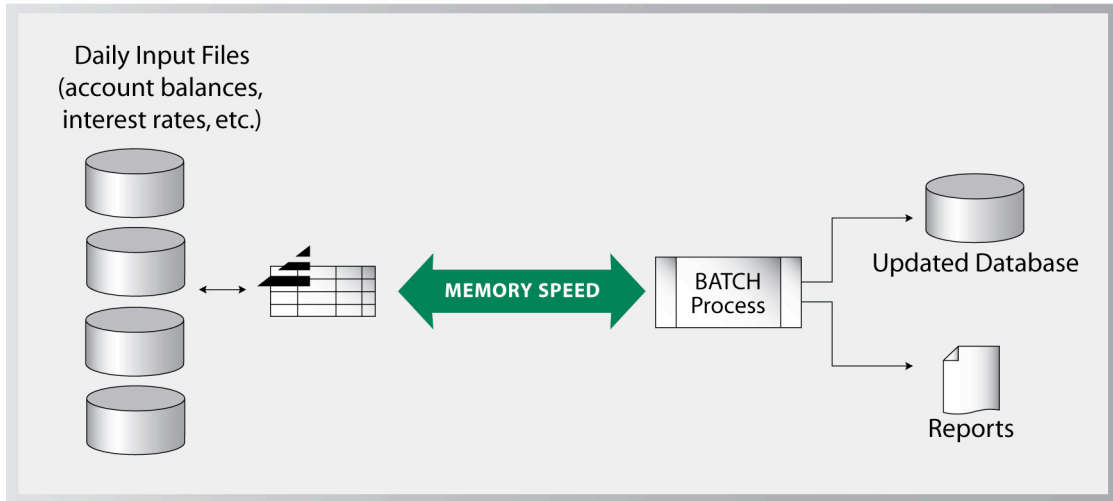 Daily Input Files
(account balances,
interest rates, etc.)
MEMORY SPEED
BATCH
Process
Updated Database
Reports